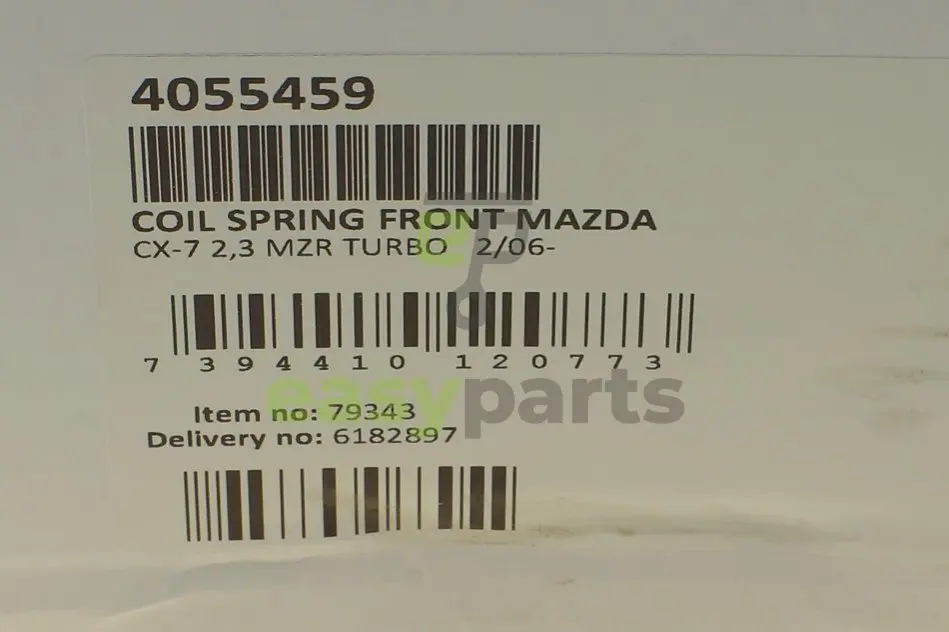 4055459
COIL SPRING FRONT MAZDA
CX-7 2,3 MZR TURBO 2/06-
eP
7 394410 120773
easyparts
Item no: 79343
Delivery no: 6182897